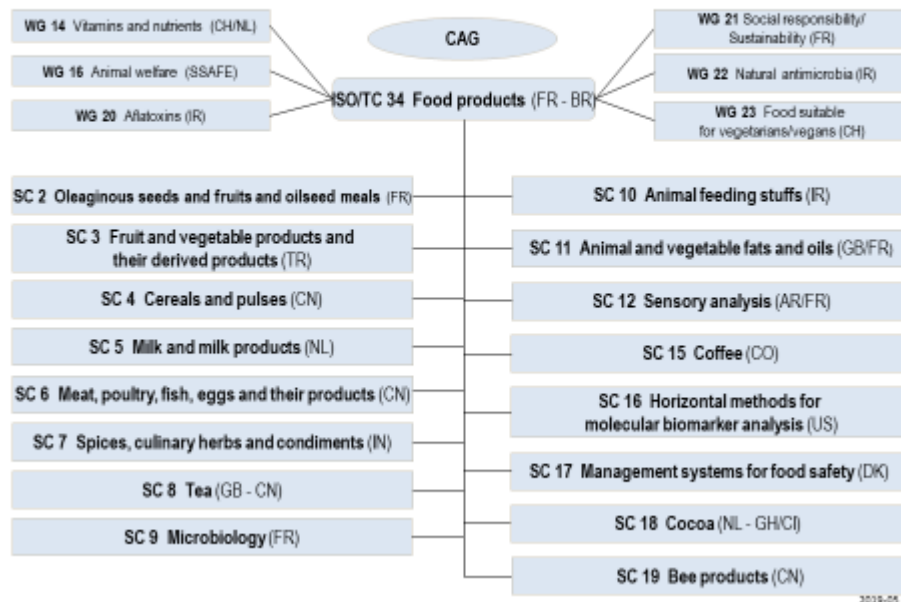 WG 14 Vitamins and nutrients (CH/NL)
WG 16 Animal welfare (SSAFE)
WG 20 Aflatoxins (IR)
CAG
ISO/TC 34 Food products (FR - BR)
WG 21 Social responsibility/
Sustainability (FR)
WG 22 Natural antimicrobia (IR)
WG 23 Food suitable
for vegetarians/vegans (CH)
SC 2 Oleaginous seeds and fruits and oilseed meals (FR)
SC 3 Fruit and vegetable products and
their derived products (TR)
SC 4 Cereals and pulses (CN)
SC 5 Milk and milk products (NL)
SC 6 Meat, poultry, fish, eggs and their products (CN)
SC 7 Spices, culinary herbs and condiments (IN)
SC 8 Tea (GB - CN)
SC 9 Microbiology (FR)
SC 10 Animal feeding stuffs (IR)
SC 11 Animal and vegetable fats and oils (GB/FR)
SC 12 Sensory analysis (AR/FR)
SC 15 Coffee (CO)
SC 16 Horizontal methods for
molecular biomarker analysis (US)
SC 17 Management systems for food safety (DK)
SC 18 Cocoa (NL - GH/CI)
SC 19 Bee products (CN)